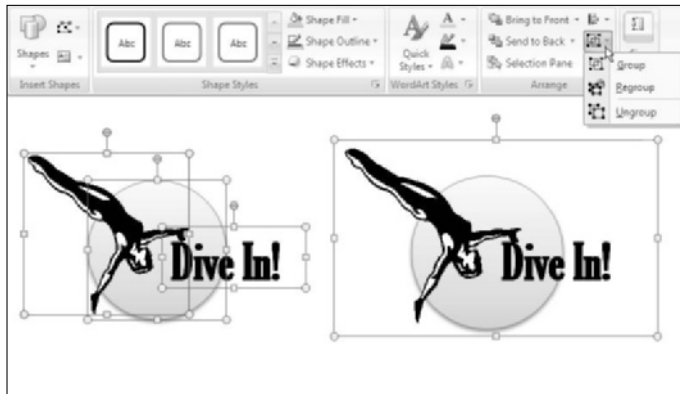 Shapes
Insert Shapes
Abc Abc Abc
Shape Fill
Shape Outline
Shape Effects
Shape Styles
Quick Styles
WordArt Styles
Bring to Front
Send to Back
Selection Pane
Arrange
Group
Regroup
Ungroup
Dive In!
Dive In!